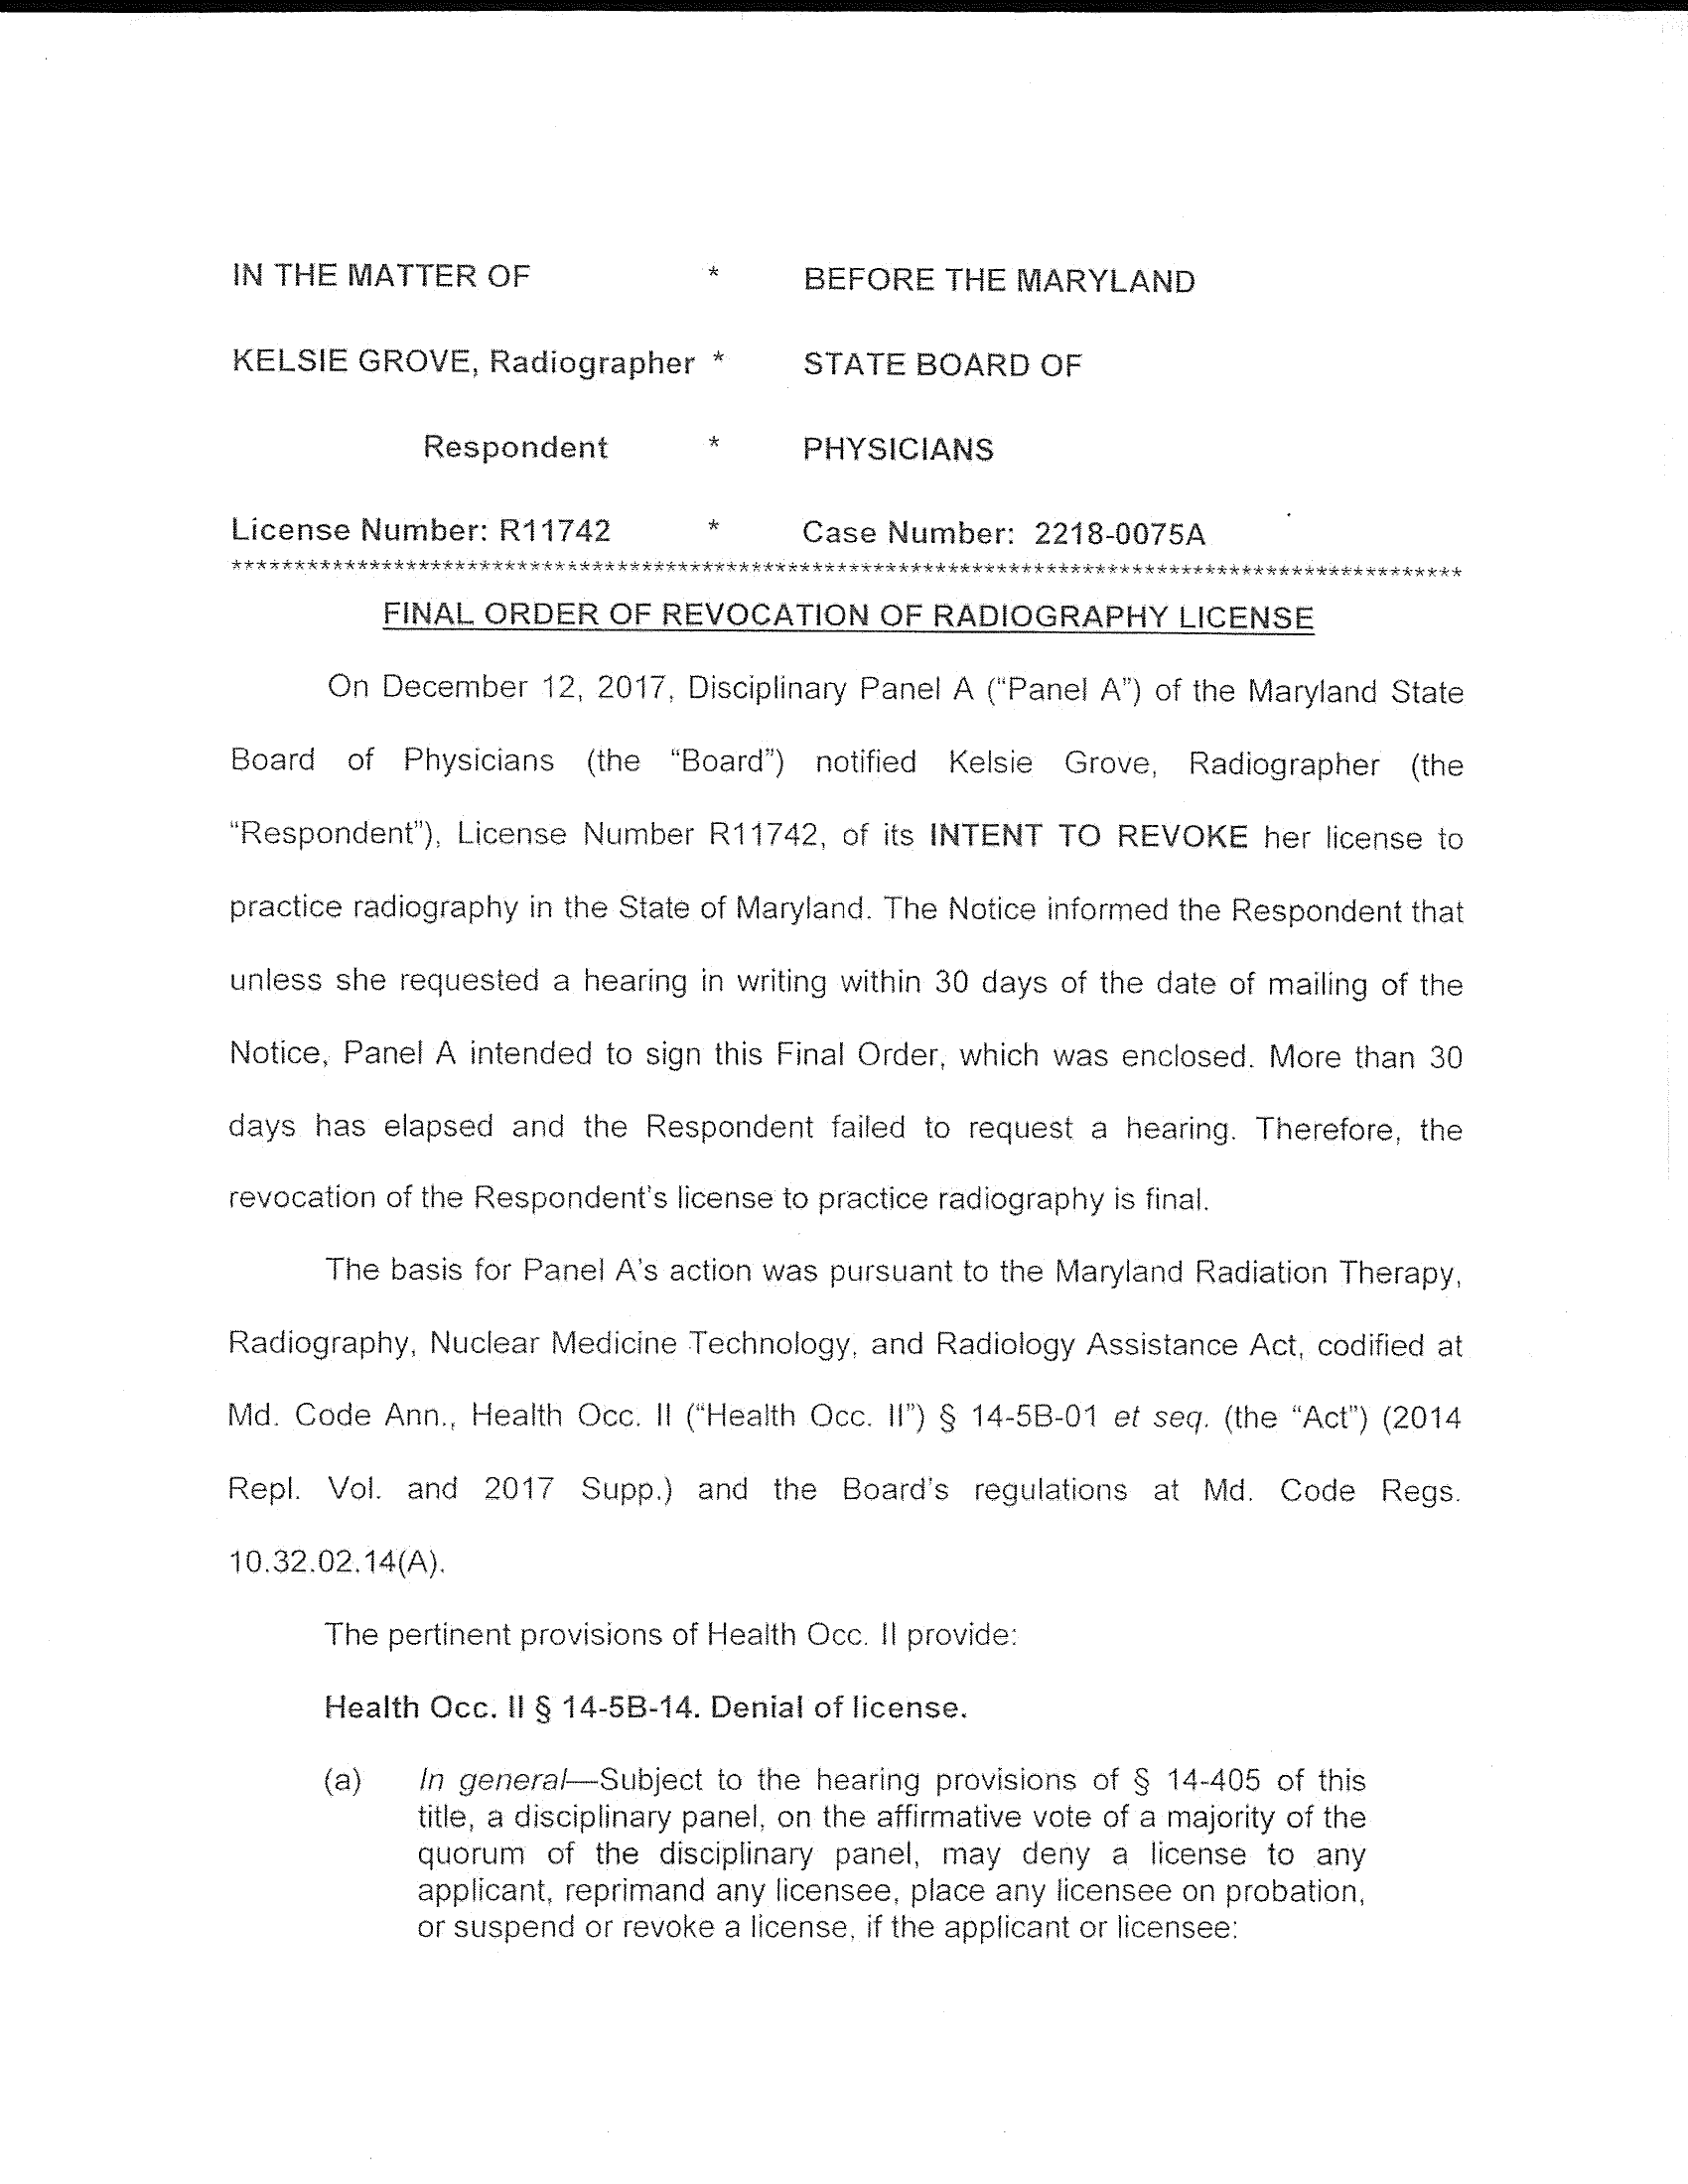 IN THE MATTER OF * BEFORE THE MARYLAND
KELSIE GROVE, Radiographer * STATE BOARD OF
Respondent * PHYSICIANS
License Number: R11742 * Case Number: 2218-0075A
******************************************************************************************************
FINAL ORDER OF REVOCATION OF RADIOGRAPHY LICENSE
On December 12, 2017, Disciplinary Panel A (“Panel A”) of the Maryland State
Board of Physicians (the “Board”) notified Kelsie Grove, Radiographer (the
“Respondent”), License Number R11742, of its INTENT TO REVOKE her license to
practice radiography in the State of Maryland. The Notice informed the Respondent that
unless she requested a hearing in writing within 30 days of the date of mailing of the
Notice, Panel A intended to sign this Final Order, which was enclosed. More than 30
days has elapsed and the Respondent failed to request a hearing. Therefore, the
revocation of the Respondent's license to practice radiography is final.
The basis for Panel A's action was pursuant to the Maryland Radiation Therapy,
Radiography, Nuclear Medicine Technology, and Radiology Assistance Act, codified at
Md. Code Ann., Health Occ. II (“Health Occ. II”) § 14-5B-01 et seq. (the “Act”) (2014
Repl. Vol. and 2017 Supp.) and the Board's regulations at Md. Code Regs.
10.32.02.14(A).
The pertinent provisions of Health Occ. II provide:
Health Occ. II § 14-5B-14. Denial of license.
(a) In general—Subject to the hearing provisions of § 14-405 of this
title, a disciplinary panel, on the affirmative vote of a majority of the
quorum of the disciplinary panel, may deny a license to any
applicant, reprimand any licensee, place any licensee on probation,
or suspend or revoke a license, if the applicant or licensee: